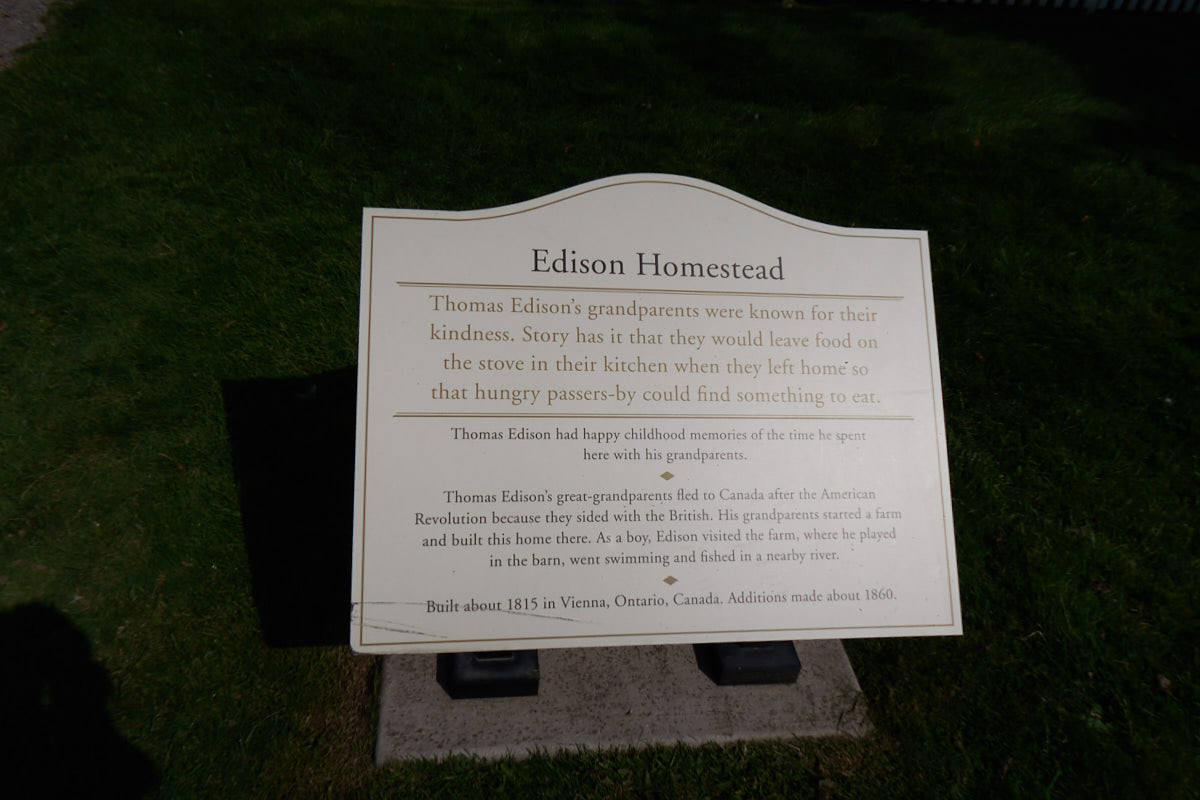 Edison Homestead
Thomas Edison's grandparents were known for their
kindness. Story has it that they would leave food on
the stove in their kitchen when they left home so
that hungry passers-by could find something to eat.
Thomas Edison had happy childhood memories of the time he spent
here with his grandparents.
Thomas Edison's great-grandparents fled to Canada after the American
Revolution because they sided with the British. His grandparents started a farm
and built this home there. As a boy, Edison visited the farm, where he played
in the barn, went swimming and fished in a nearby river.
Built about 1815 in Vienna, Ontario, Canada. Additions made about 1860.